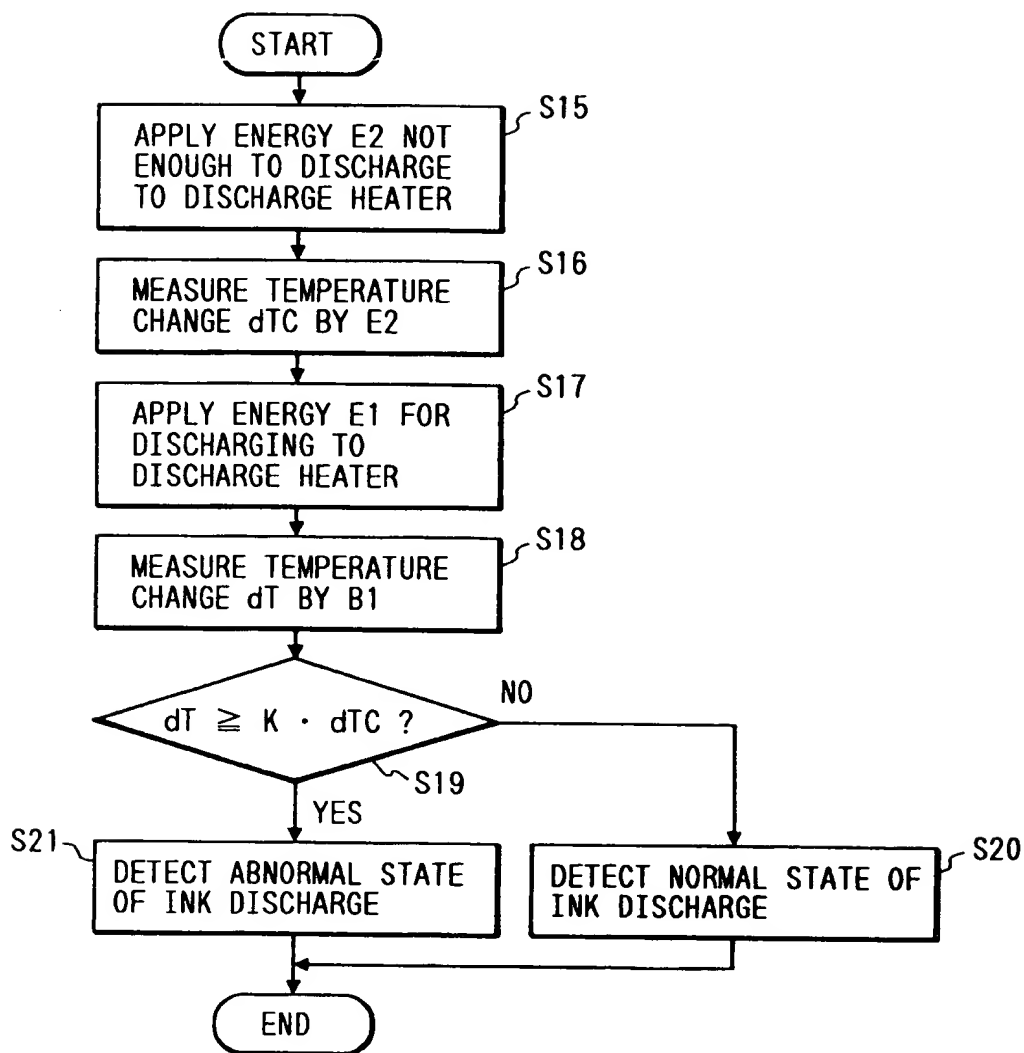 START
S15
APPLY ENERGY E2 NOT
ENOUGH TO DISCHARGE
TO DISCHARGE HEATER
S16
MEASURE TEMPERATURE
CHANGE dTC BY E2
S17
APPLY ENERGY E1 FOR
DISCHARGING TO
DISCHARGE HEATER
S18
MEASURE TEMPERATURE
CHANGE dT BY B1
NO
dT ≧ K · dTC ?
S19
YES
S21
DETECT ABNORMAL STATE
OF INK DISCHARGE
S20
DETECT NORMAL STATE OF
INK DISCHARGE
END